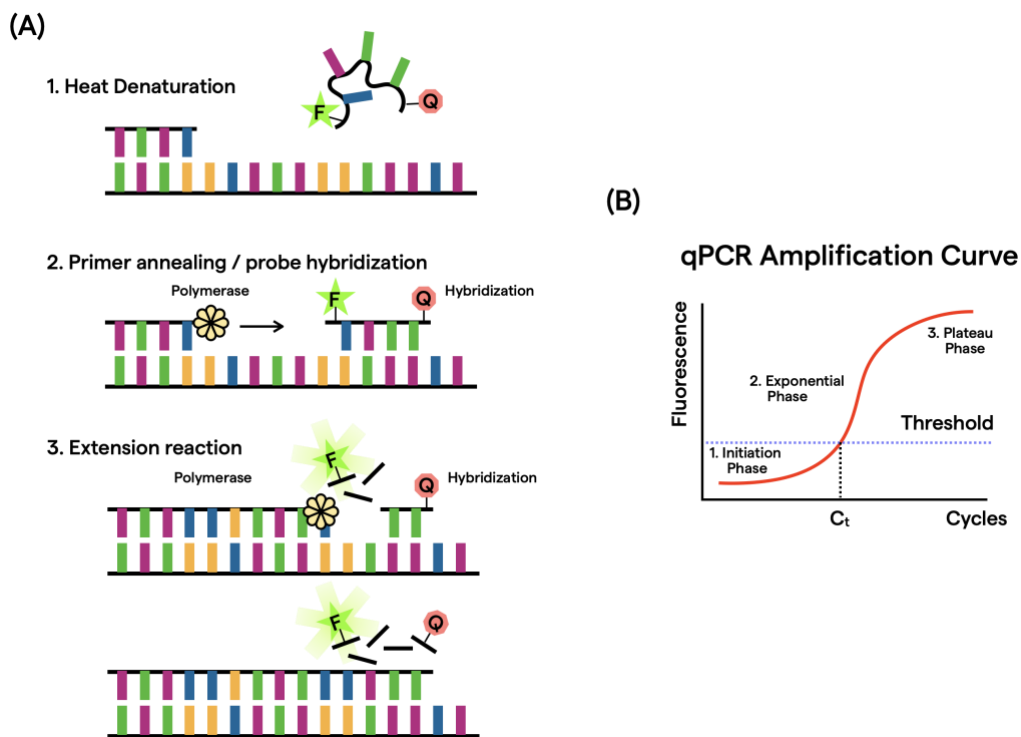 (A)
1. Heat Denaturation
F
Q
2. Primer annealing / probe hybridization
Polymerase
F
Q
Hybridization
3. Extension reaction
Polymerase
F
Q
Hybridization
F
Q
(B)
qPCR Amplification Curve
Fluorescence
3. Plateau
Phase
2. Exponential
Phase
Threshold
1. Initiation
Phase
Ct
Cycles